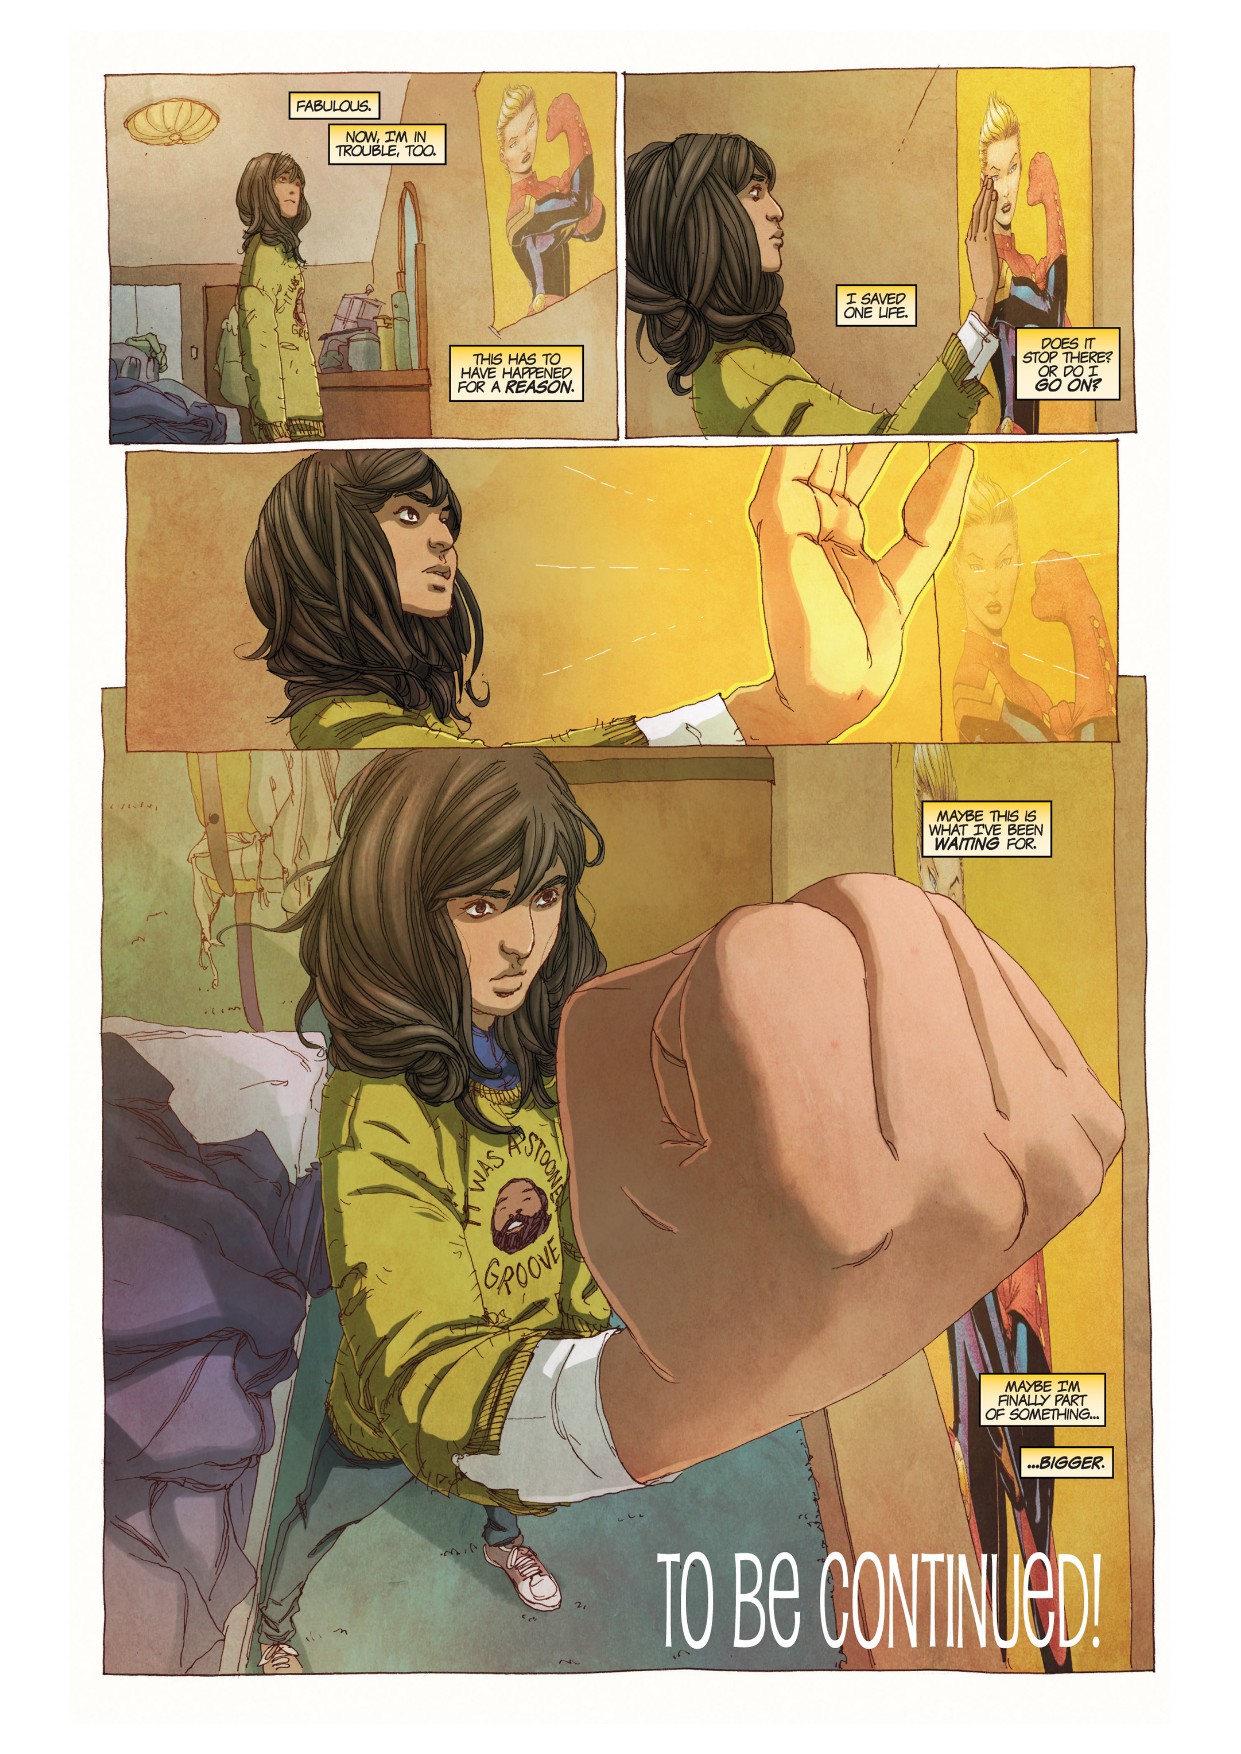 FABULOUS.
NOW, I'M IN
TROUBLE, TOO.
THIS HAS TO
HAVE HAPPENED
FOR A REASON.
I SAVED
ONE LIFE.
DOES IT
STOP THERE?
OR DO I
GO ON?
MAYBE THIS IS
WHAT I'VE BEEN
WAITING FOR.
IT WAS A STOONE
GROOVE
MAYBE I'M
FINALLY PART
OF SOMETHING...
...BIGGER.
TO BE CONTINUED!